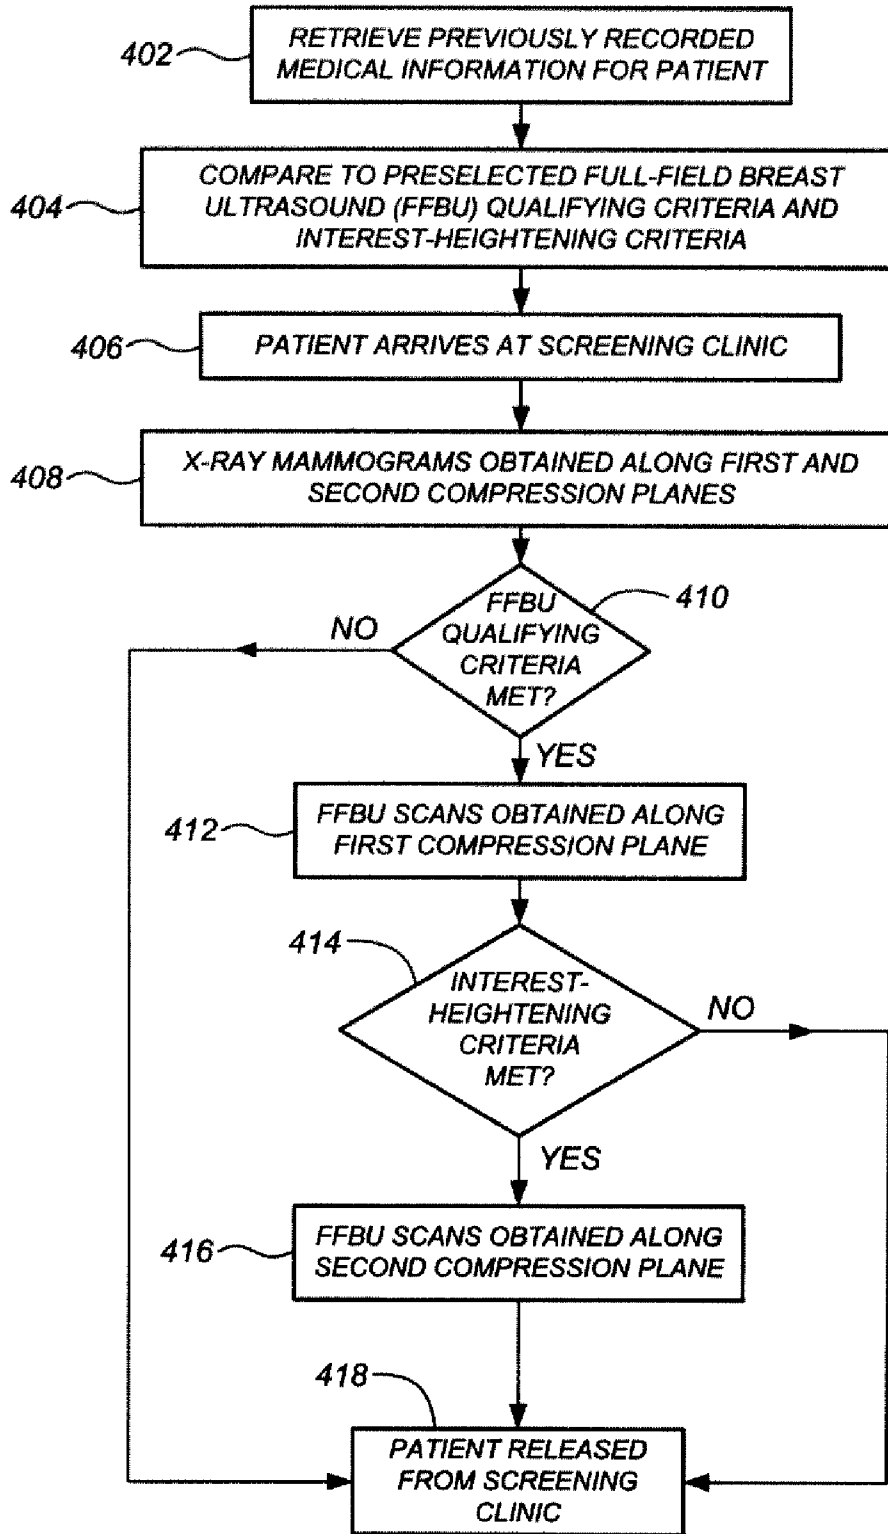 402
RETRIEVE PREVIOUSLY RECORDED
MEDICAL INFORMATION FOR PATIENT
404
COMPARE TO PRESELECTED FULL-FIELD BREAST
ULTRASOUND (FFBU) QUALIFYING CRITERIA AND
INTEREST-HEIGHTENING CRITERIA
406
PATIENT ARRIVES AT SCREENING CLINIC
408
X-RAY MAMMOGRAMS OBTAINED ALONG FIRST AND
SECOND COMPRESSION PLANES
410
FFBU
QUALIFYING
CRITERIA
MET?
NO
YES
412
FFBU SCANS OBTAINED ALONG
FIRST COMPRESSION PLANE
414
INTEREST-
HEIGHTENING
CRITERIA
MET?
NO
YES
416
FFBU SCANS OBTAINED ALONG
SECOND COMPRESSION PLANE
418
PATIENT RELEASED
FROM SCREENING
CLINIC